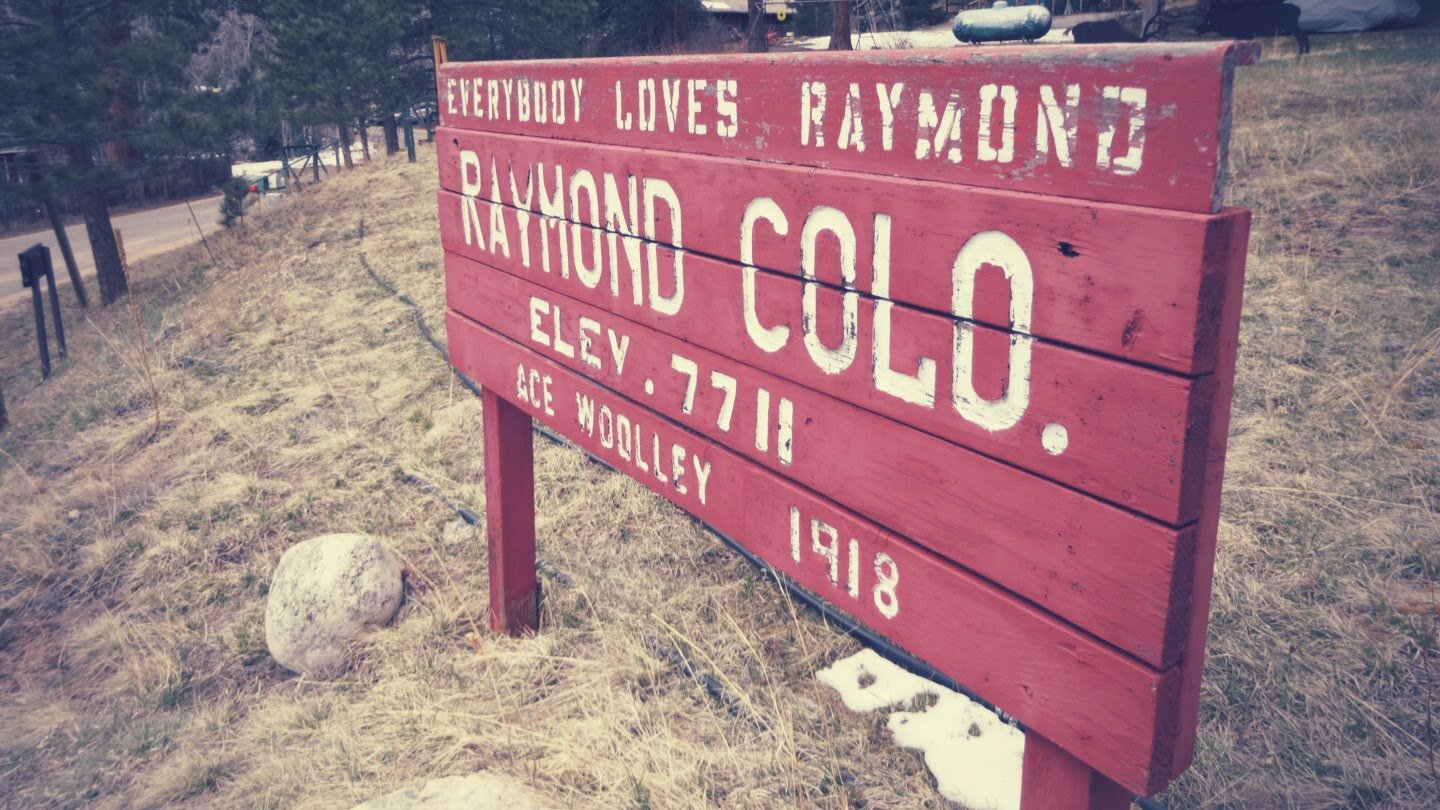 EVERYBODY LOVES RAYMOND
RAYMOND COLO.
ELEV. 7711
ACE WOOLLEY 1918